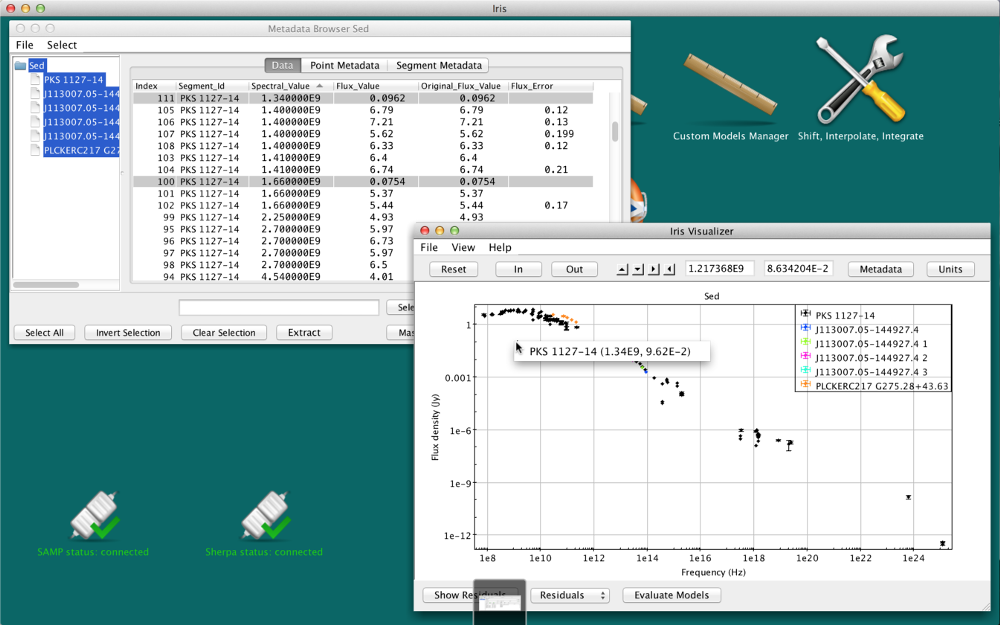 Iris
Metadata Browser Sed
File Select
Sed
PKS 1127-14
J113007.05-144
J113007.05-144
J113007.05-144
J113007.05-144
PLCKERC217 G27
Data Point Metadata Segment Metadata
Index Segment_Id Spectral_Value Flux_Value Original_Flux_Value Flux_Error
111 PKS 1127-14 1.340000E9 0.0962 0.0962
105 PKS 1127-14 1.400000E9 6.79 6.79 0.12
106 PKS 1127-14 1.400000E9 7.21 7.21 0.13
107 PKS 1127-14 1.400000E9 5.62 5.62 0.199
108 PKS 1127-14 1.400000E9 6.33 6.33 0.12
103 PKS 1127-14 1.410000E9 6.4 6.4
104 PKS 1127-14 1.410000E9 6.74 6.74 0.21
100 PKS 1127-14 1.660000E9 0.0754 0.0754
101 PKS 1127-14 1.660000E9 5.37 5.37
102 PKS 1127-14 1.660000E9 5.44 5.44 0.17
99 PKS 1127-14 2.250000E9 4.93 4.93
95 PKS 1127-14 2.700000E9 5.97
96 PKS 1127-14 2.700000E9 6.73
97 PKS 1127-14 2.700000E9 5.97
98 PKS 1127-14 2.700000E9 6.5
94 PKS 1127-14 4.540000E9 4.01
Sele
Select All Invert Selection Clear Selection Extract Mas
Custom Models Manager
Shift, Interpolate, Integrate
Iris Visualizer
File View Help
Reset In Out 1.217368E9 8.634204E-2 Metadata Units
Sed
PKS 1127-14
J113007.05-144927.4
J113007.05-144927.4 1
J113007.05-144927.4 2
J113007.05-144927.4 3
PLCKERC217 G275.28+43.63
PKS 1127-14 (1.34E9, 9.62E-2)
Flux density (Jy)
1
0.001
1e-6
1e-9
1e-12
1e8 1e10 1e12 1e14 1e16 1e18 1e20 1e22 1e24
Frequency (Hz)
Show Residuals Residuals Evaluate Models
SAMP status: connected
Sherpa status: connected